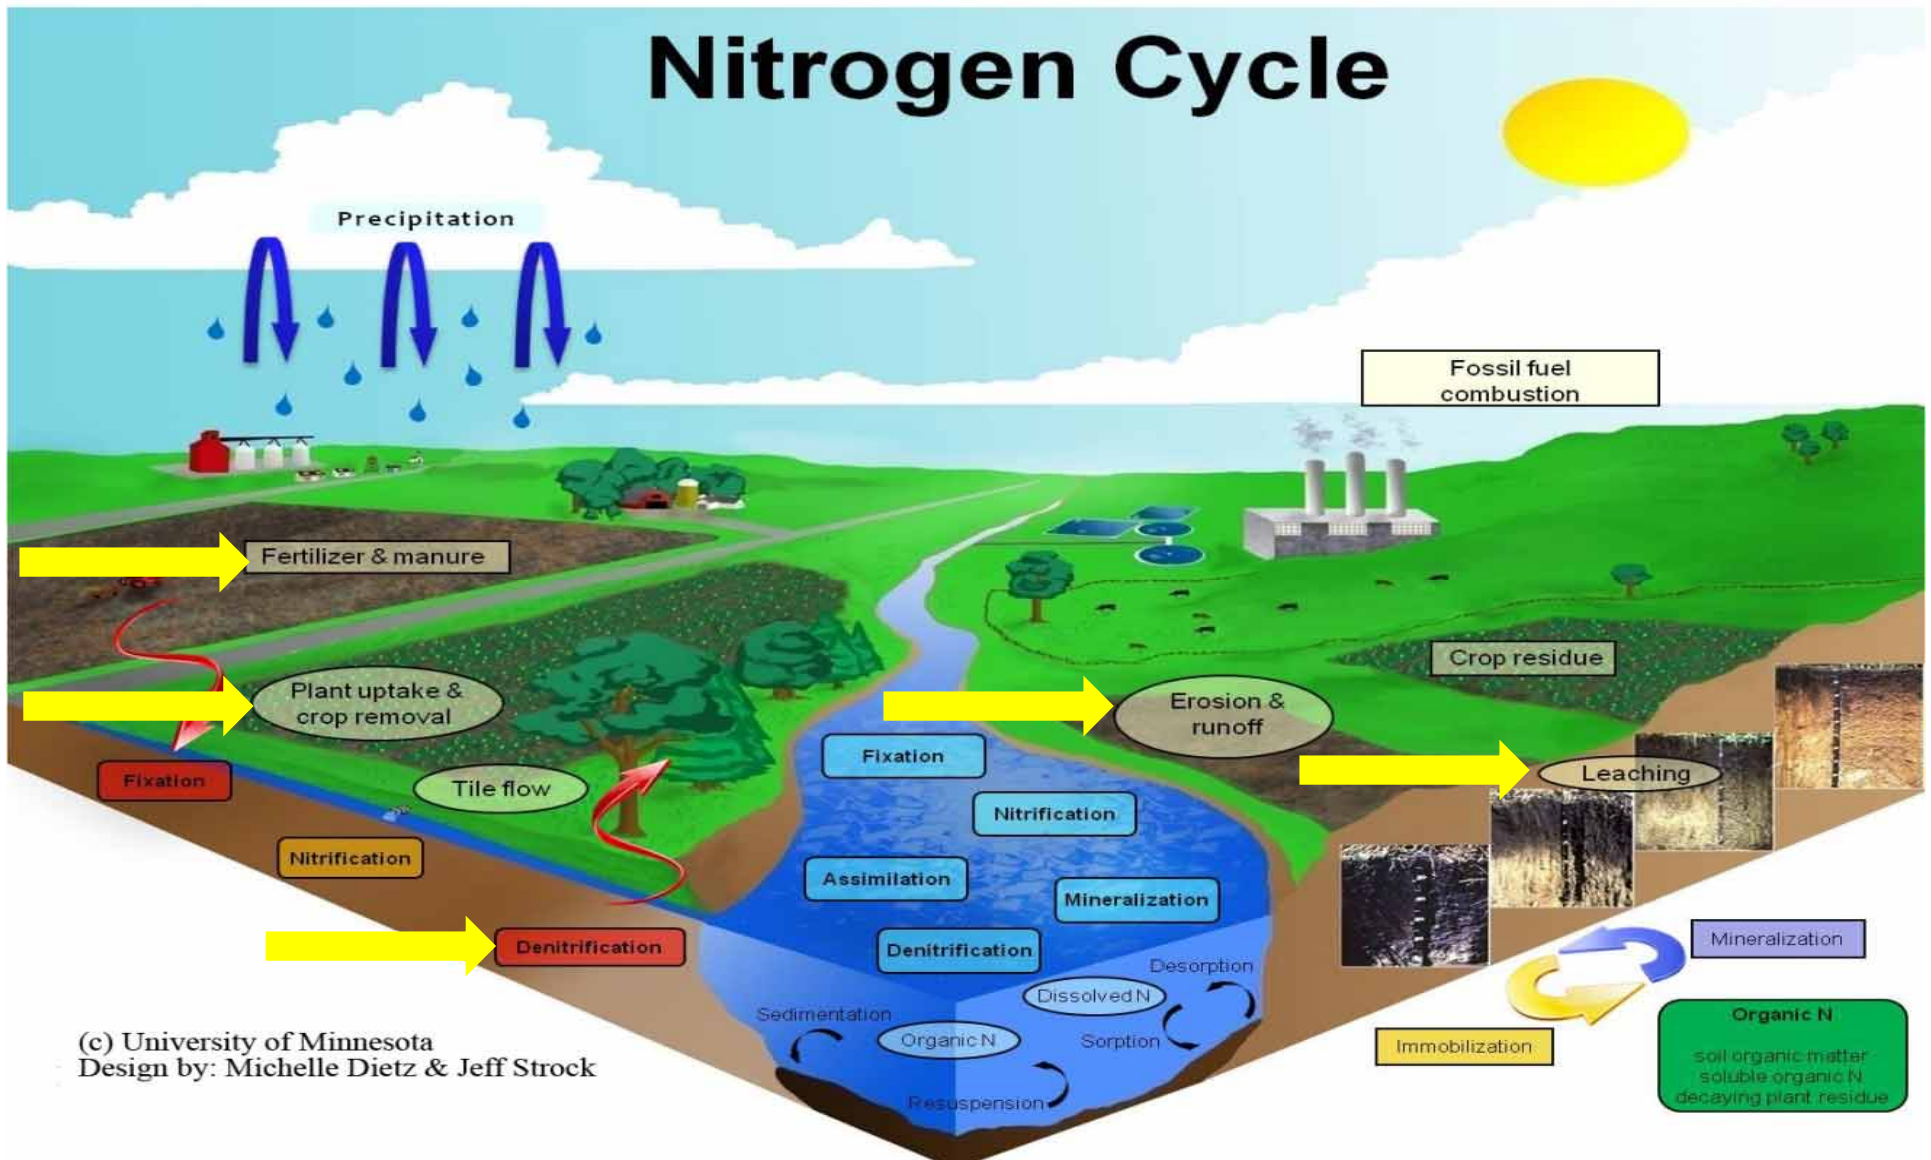 Nitrogen Cycle
Precipitation
Fossil fuel
combustion
Fertilizer & manure
Plant uptake &
crop removal
Crop residue
Erosion &
runoff
Fixation
Leaching
Fixation
Tile flow
Nitrification
Nitrification
Assimilation
Mineralization
Denitrification
Denitrification
Mineralization
Desorption
Dissolved N
Sedimentation
Organic N
Sorption
Resuspension
Immobilization
Organic N
soil organic matter
soluble organic N
decaying plant residue
(c) University of Minnesota
Design by: Michelle Dietz & Jeff Strock